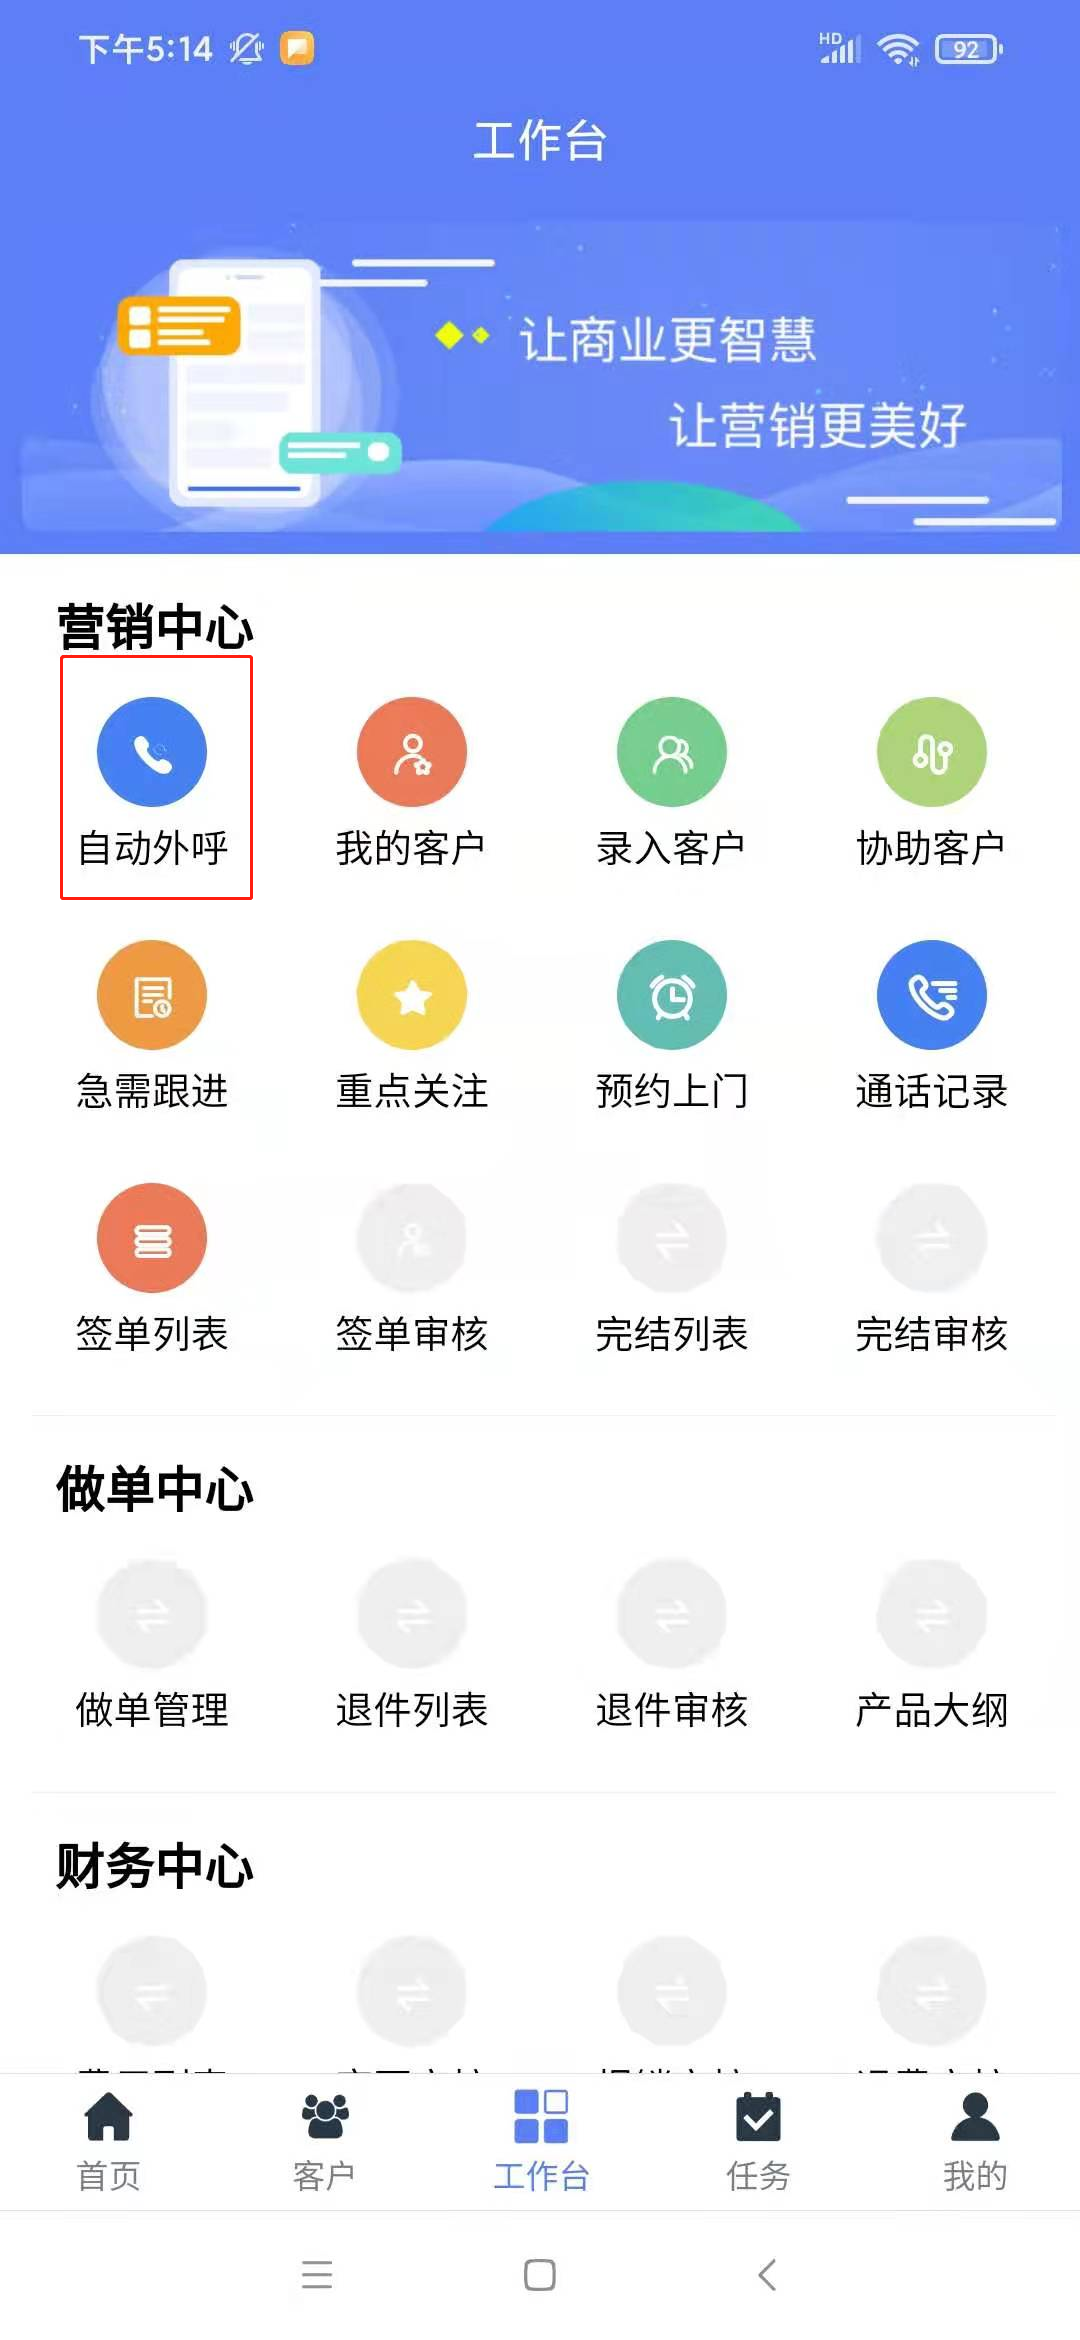 下午5:14
HD
92
工作台
让商业更智慧
让营销更美好
营销中心
自动外呼 我的客户 录入客户 协助客户
急需跟进 重点关注 预约上门 通话记录
签单列表 签单审核 完结列表 完结审核
做单中心
做单管理 退件列表 退件审核 产品大纲
财务中心
首页 客户 工作台 任务 我的